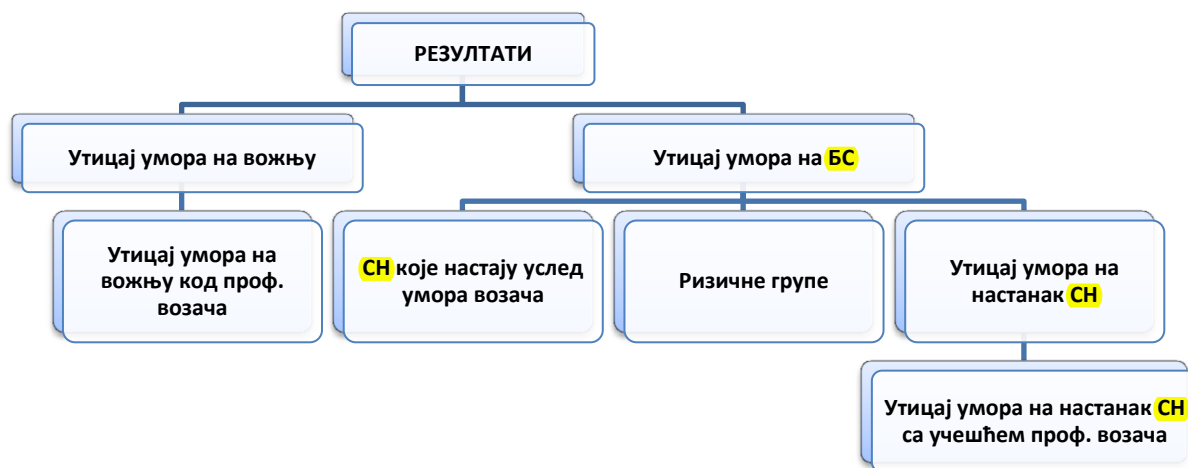 РЕЗУЛТАТИ
Утицај умора на вожњу
Утицај умора на БС
Утицај умора на
вожњу код проф.
возача
СН које настају услед
умора возача
Ризичне групе
Утицај умора на
настанак СН
Утицај умора на настанак СН
са учешћем проф. возача